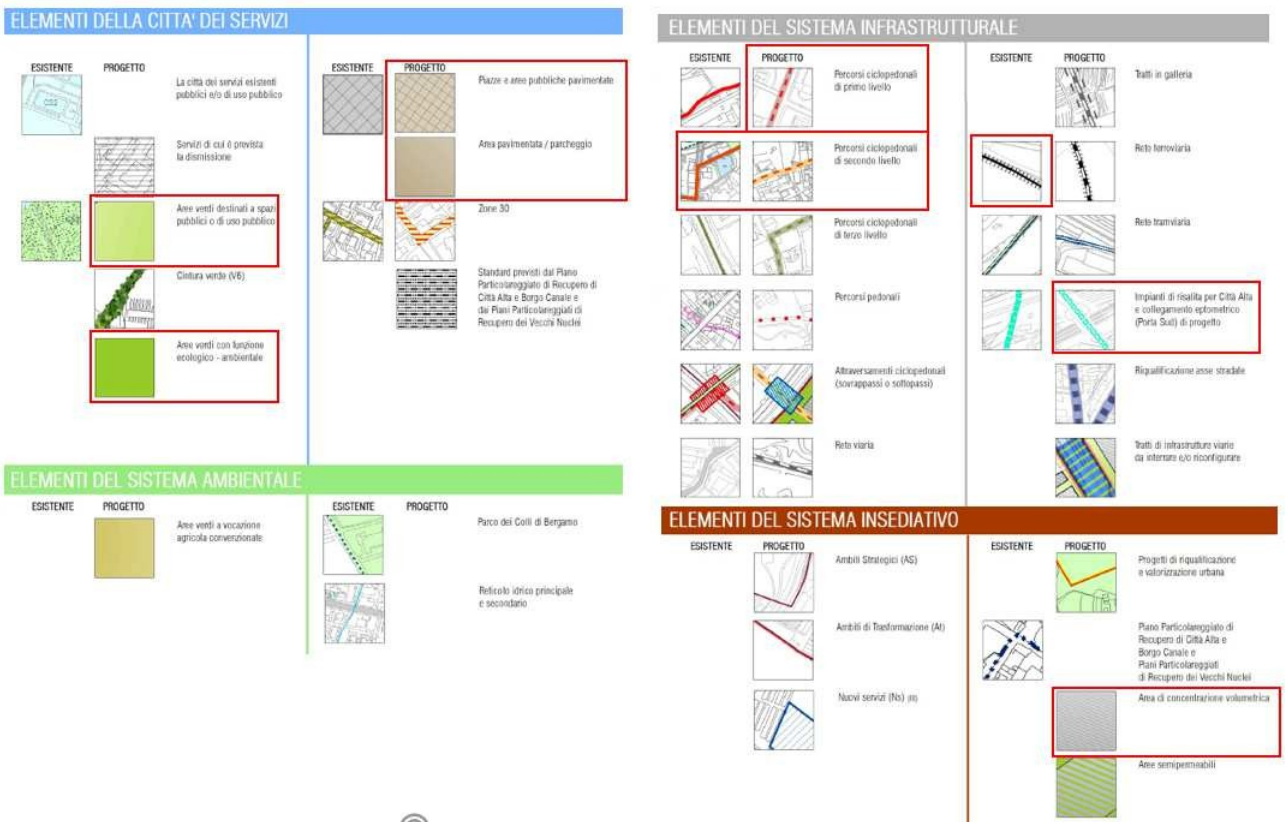 ELEMENTI DELLA CITTA' DEI SERVIZI
ESISTENTE PROGETTO
La città dei servizi esistenti
pubblici e/o di uso pubblico
Servizi di cui è prevista
la dismissione
Aree verdi destinati a spazi
pubblici o di uso pubblico
Cintura verde (V6)
Aree verdi con funzione
ecologico - ambientale
ESISTENTE PROGETTO
Piazze e aree pubbliche pavimentate
Area pavimentata / parcheggio
Zone 30
Standard previsti dal Piano
Particolareggiato di Recupero di
Città Alta e Borgo Canale e
dai Piani Particolareggiati di
Recupero dei Vecchi Nuclei
ELEMENTI DEL SISTEMA AMBIENTALE
ESISTENTE PROGETTO
Aree verdi a vocazione
agricola convenzionate
ESISTENTE PROGETTO
Parco dei Colli di Bergamo
Reticolo idrico principale
e secondario
ELEMENTI DEL SISTEMA INFRASTRUTTURALE
ESISTENTE PROGETTO
Percorsi ciclopedonali
di primo livello
Percorsi ciclopedonali
di secondo livello
Percorsi ciclopedonali
di terzo livello
Percorsi pedonali
Attraversamenti ciclopedonali
(sovrappassi o sottopassi)
Rete viaria
ESISTENTE PROGETTO
Tratti in galleria
Rete ferroviaria
Rete tramviaria
Impianti di risalita per Città Alta
e collegamento ettometrico
(Porta Sud) di progetto
Riqualificazione asse stradale
Tratti di infrastrutture viarie
da interrare e/o riconfigurare
ELEMENTI DEL SISTEMA INSEDIATIVO
ESISTENTE PROGETTO
Ambiti Strategici (AS)
Ambiti di Trasformazione (At)
Nuovi servizi (Ns)
ESISTENTE PROGETTO
Progetti di riqualificazione
e valorizzazione urbana
Piano Particolareggiato di
Recupero di Città Alta e
Borgo Canale e
Piani Particolareggiati
di Recupero dei Vecchi Nuclei
Area di concentrazione volumetrica
Aree semipermeabili